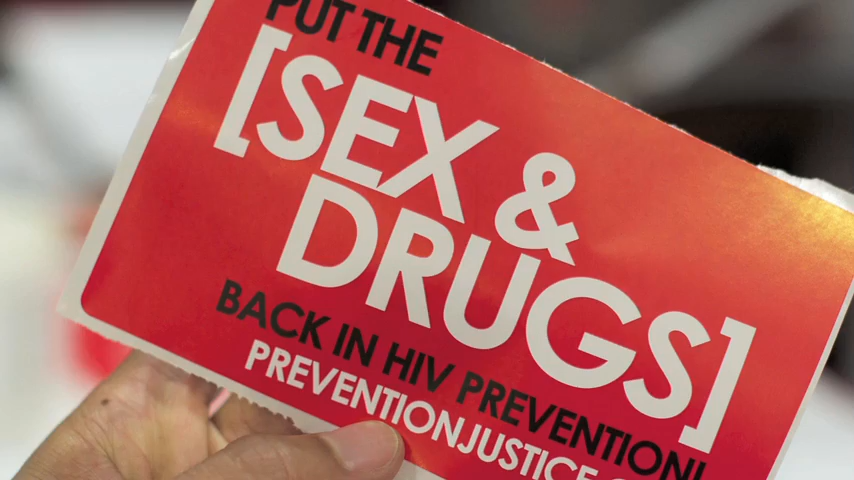 PUT THE
[SEX &
DRUGS]
BACK IN HIV PREVENTION!
PREVENTIONJUSTICE